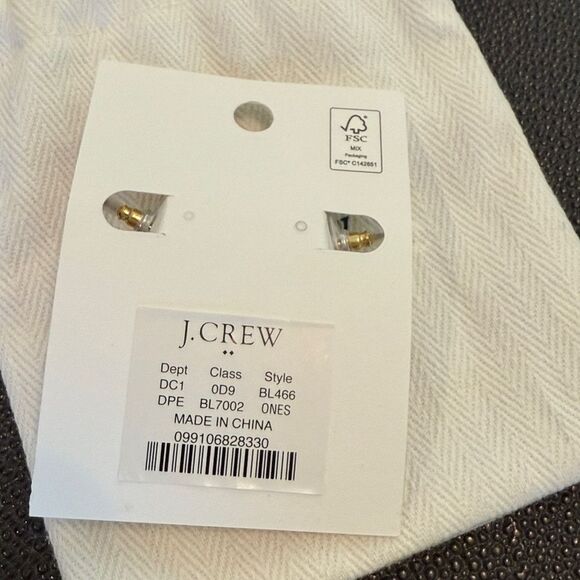 FSC
MIX
Packaging
FSC® C142651
J.CREW
Dept Class Style
DC1 0D9 BL466
DPE BL7002 ONES
MADE IN CHINA
099106828330